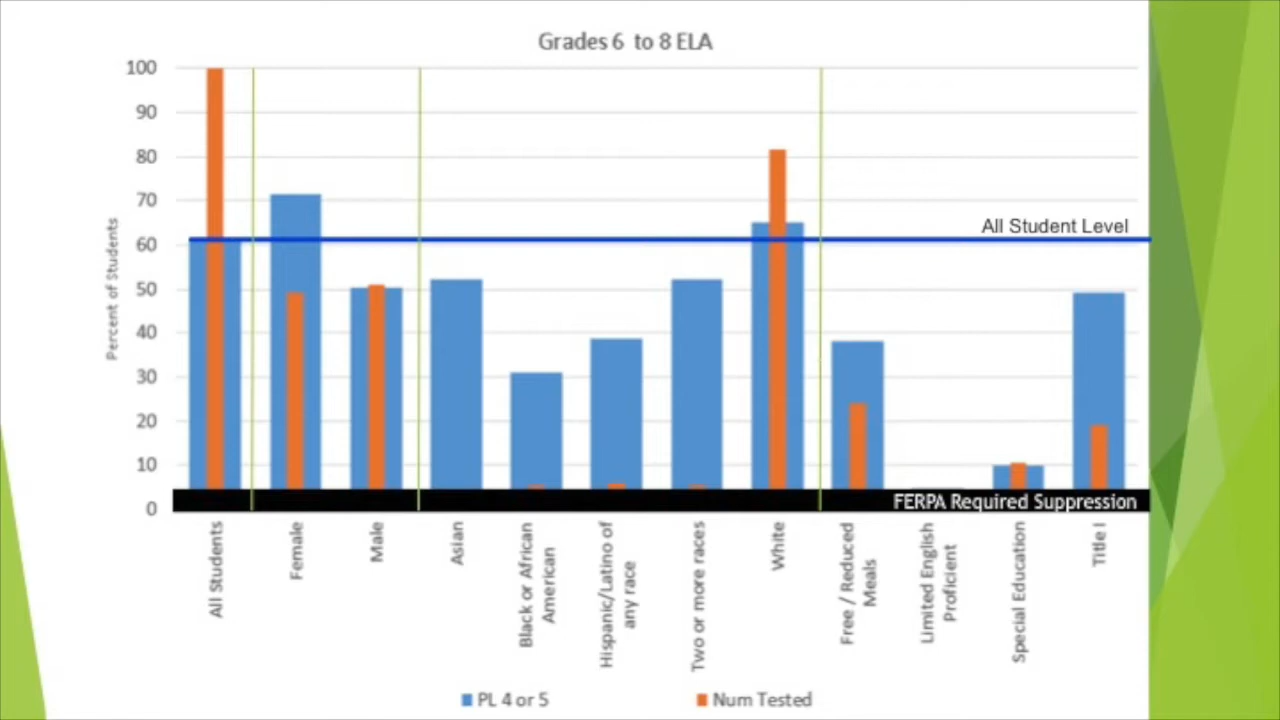 Grades 6 to 8 ELA
100
90
80
70
60
50
40
30
20
10
0
Percent of Students
All Student Level
FERPA Required Suppression
All Students
Female
Male
Asian
Black or African
American
Hispanic/Latino of
any race
Two or more races
White
Free / Reduced
Meals
Limited English
Proficient
Special Education
Title I
PL 4 or 5
Num Tested